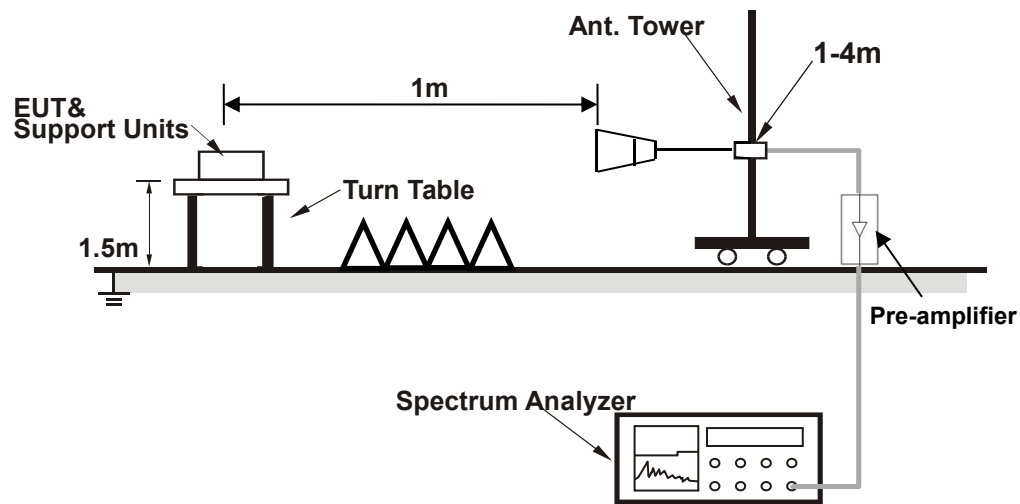 Ant. Tower
1-4m
1m
EUT&
Support Units
Turn Table
1.5m
Pre-amplifier
Spectrum Analyzer